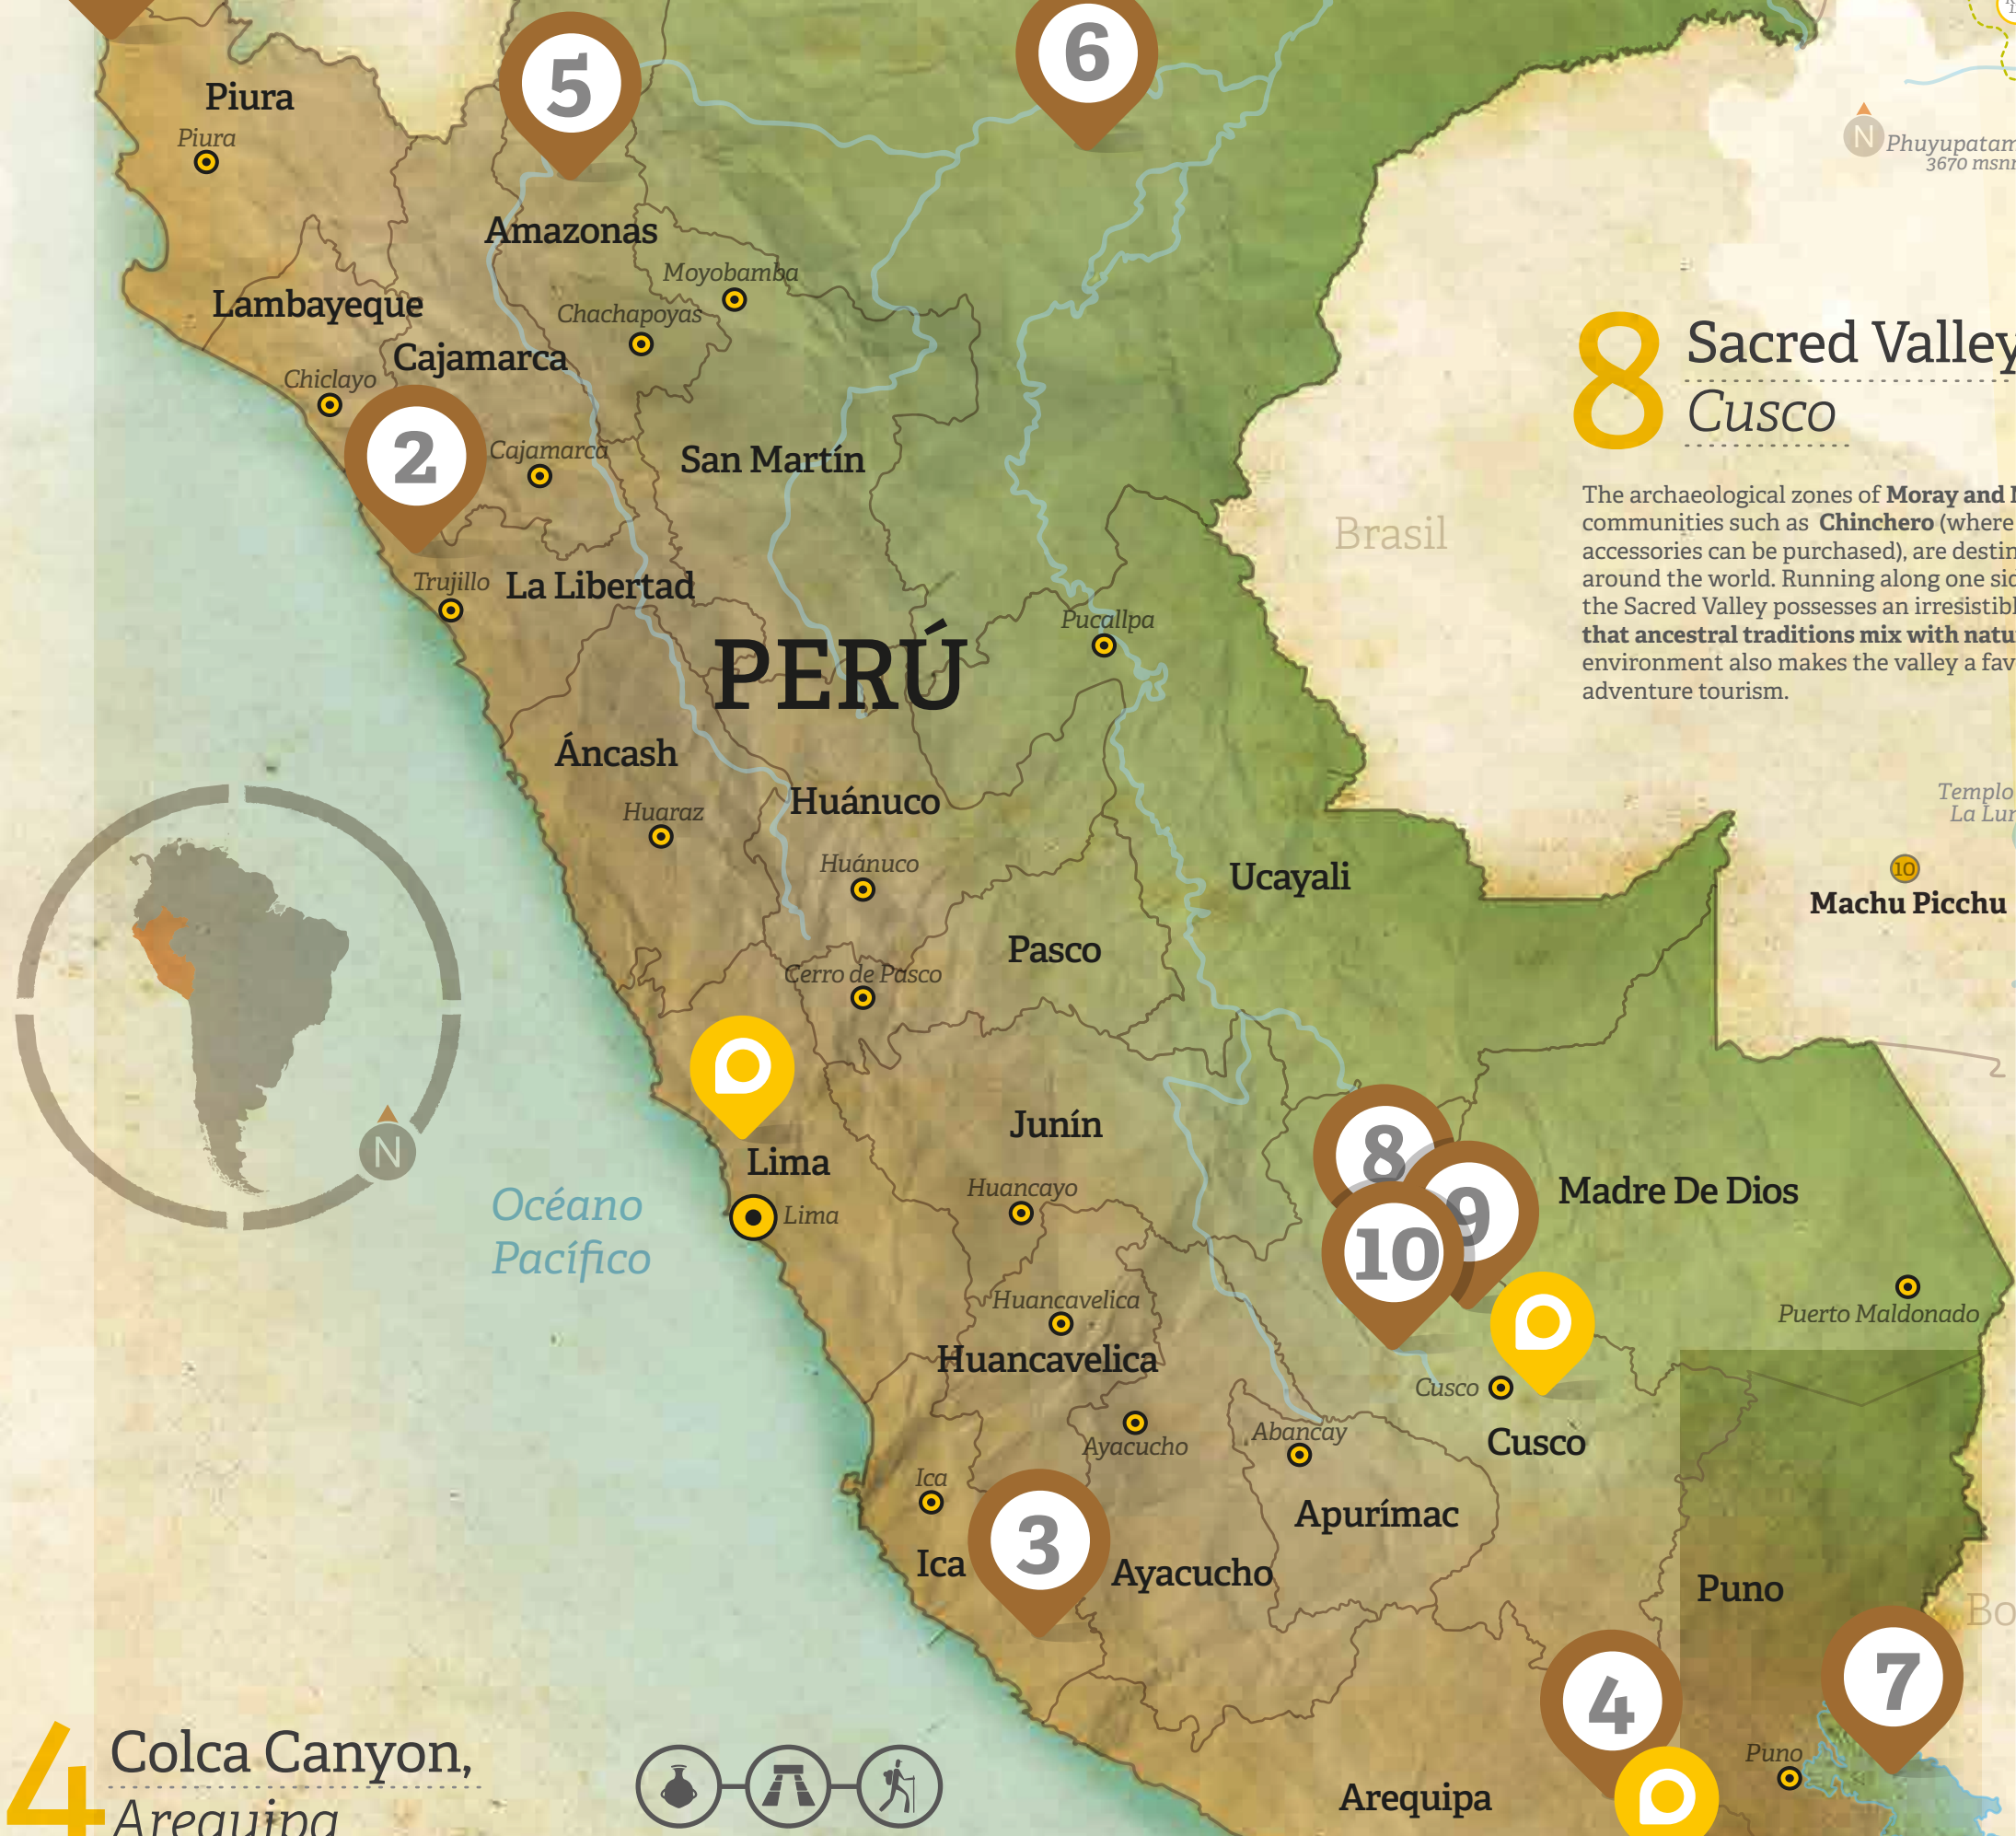 5
6
Piura
Piura
N
Phuyupatam
3670 msnm
Amazonas
Moyobamba
Chachapoyas
Lambayeque
Cajamarca
Chiclayo
2
Cajamarca
San Martín
8
Sacred Valley
Cusco
The archaeological zones of Moray and
communities such as Chinchero (where
accessories can be purchased), are destin
around the world. Running along one sid
the Sacred Valley possesses an irresistibl
that ancestral traditions mix with natu
environment also makes the valley a fav
adventure tourism.
Brasil
Trujillo
La Libertad
PERÚ
Pucallpa
Áncash
Huánuco
Huaraz
Huánuco
Ucayali
Templo
La Lun
10
Machu Picchu
Pasco
Cerro de Pasco
Junín
N
Lima
Lima
Océano
Pacífico
Huancayo
8
9
10
Madre De Dios
Puerto Maldonado
Huancavelica
Huancavelica
Cusco
Cusco
Ayacucho
Abancay
Ica
Ica
3
Ayacucho
Apurímac
Puno
Bo
4
7
Puno
Arequipa
4
Colca Canyon,
Arequipa